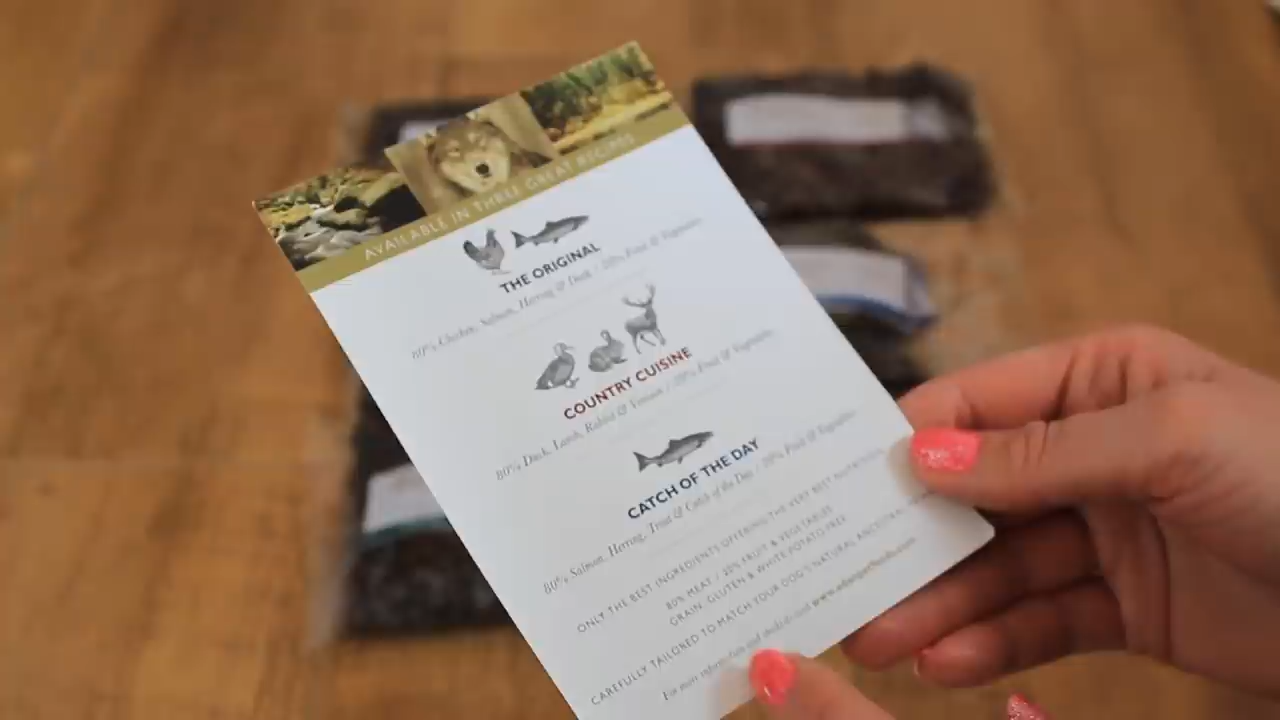 AVAILABLE IN THREE GREAT RECIPES
THE ORIGINAL
80% Chicken, Salmon, Herring & Duck / 20% Fruit & Vegetables
COUNTRY CUISINE
80% Duck, Lamb, Rabbit & Venison / 20% Fruit & Vegetables
CATCH OF THE DAY
80% Salmon, Herring, Trout & Catch of the Day / 20% Fruit & Vegetables
ONLY THE BEST INGREDIENTS OFFERING THE VERY BEST NUTRITION
80% MEAT / 20% FRUIT & VEGETABLES
GRAIN, GLUTEN & WHITE POTATO FREE
CAREFULLY TAILORED TO MATCH YOUR DOG'S NATURAL ANCESTRAL
For more information and stockists visit